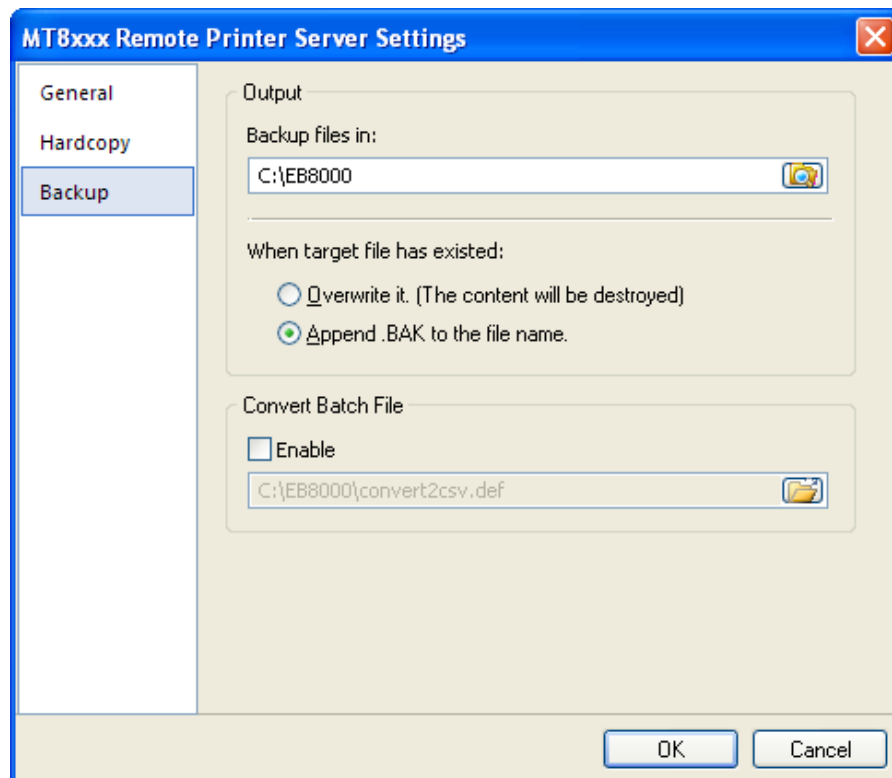 MT8xxx Remote Printer Server Settings
General
Hardcopy
Backup
Output
Backup files in:
C:\EB8000
When target file has existed:
Overwrite it. (The content will be destroyed)
Append .BAK to the file name.
Convert Batch File
Enable
C:\EB8000\convert2csv.def
OK
Cancel